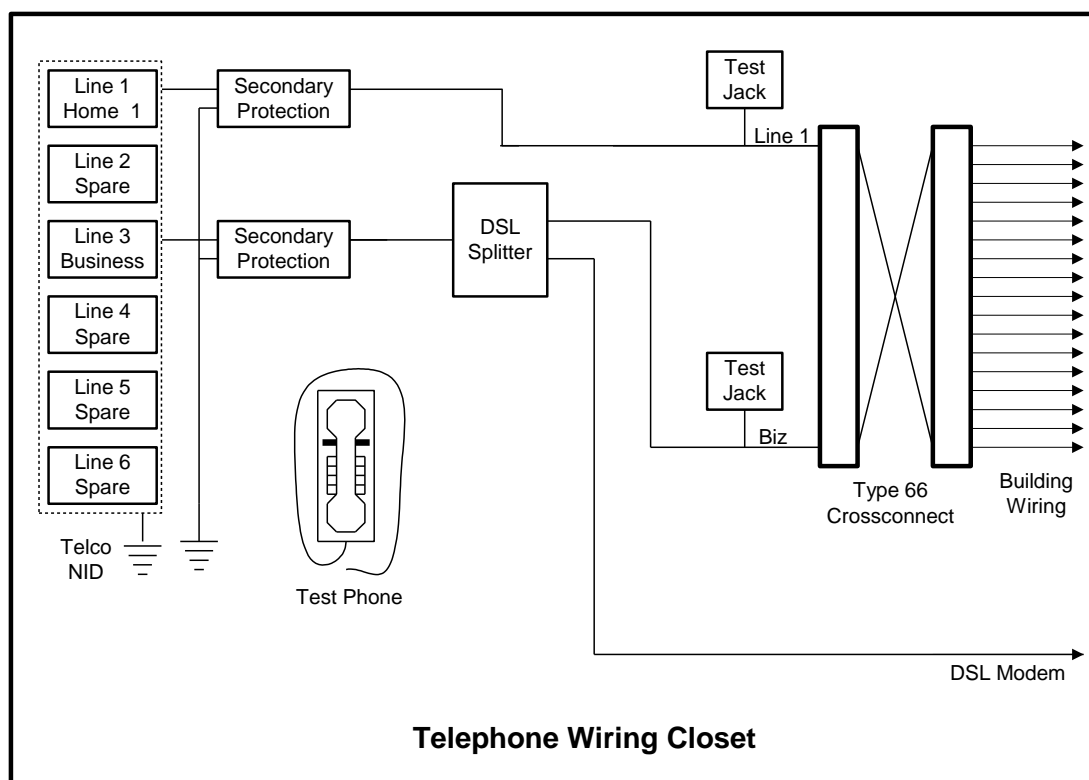 Line 1
Home 1
Line 2
Spare
Line 3
Business
Line 4
Spare
Line 5
Spare
Line 6
Spare
Telco
NID
Secondary
Protection
Secondary
Protection
DSL
Splitter
Test
Jack
Line 1
Test
Jack
Biz
Type 66
Crossconnect
Building
Wiring
Test Phone
DSL Modem
Telephone Wiring Closet